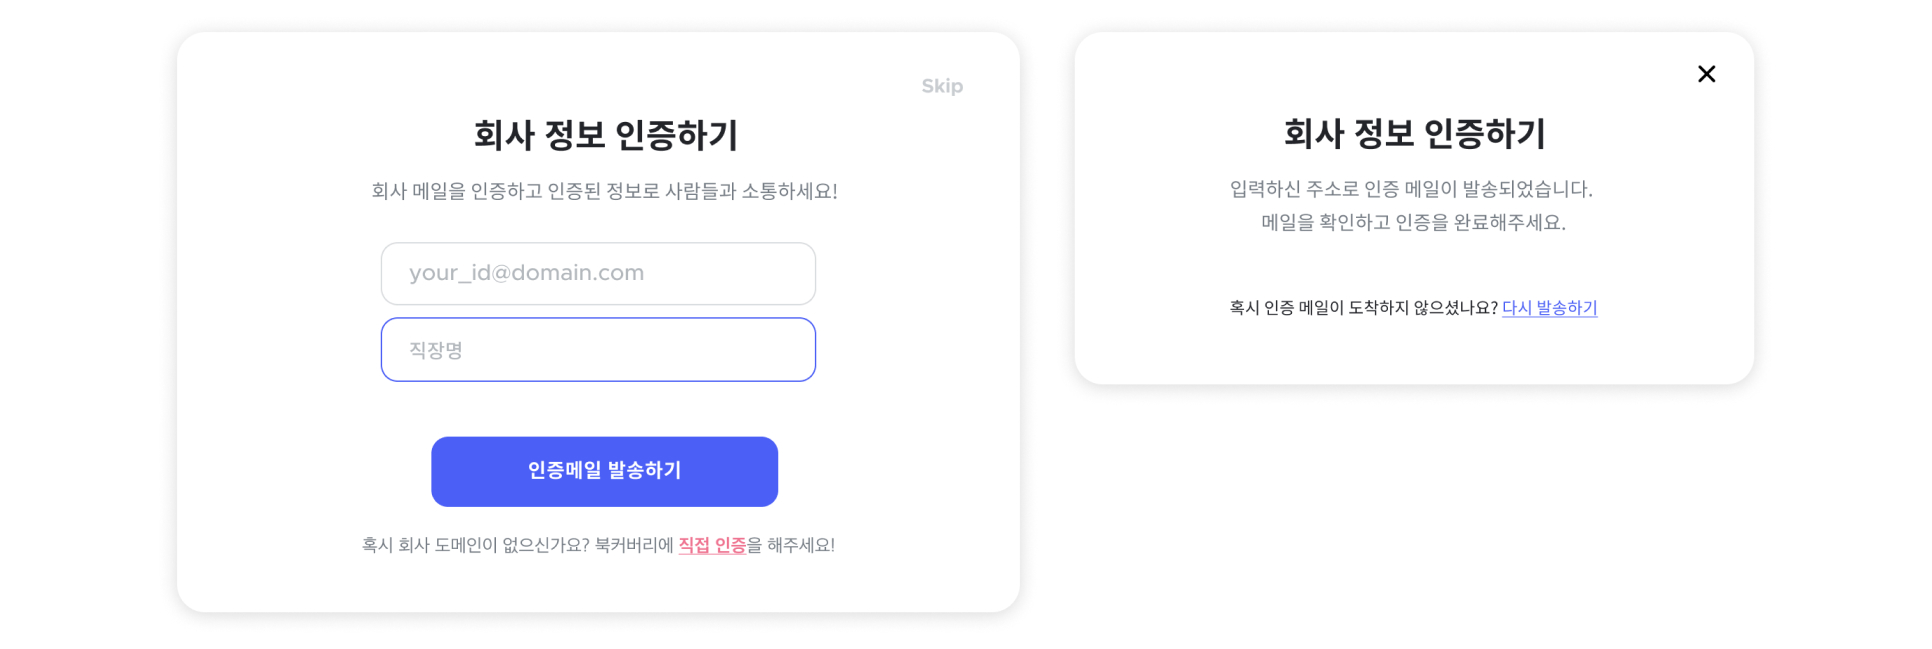 Skip
회사 정보 인증하기
회사 메일을 인증하고 인증된 정보로 사람들과 소통하세요!
your_id@domain.com
직장명
인증메일 발송하기
혹시 회사 도메인이 없으신가요? 북커버리에 직접 인증을 해주세요!
회사 정보 인증하기
입력하신 주소로 인증 메일이 발송되었습니다.
메일을 확인하고 인증을 완료해주세요.
혹시 인증 메일이 도착하지 않으셨나요? 다시 발송하기